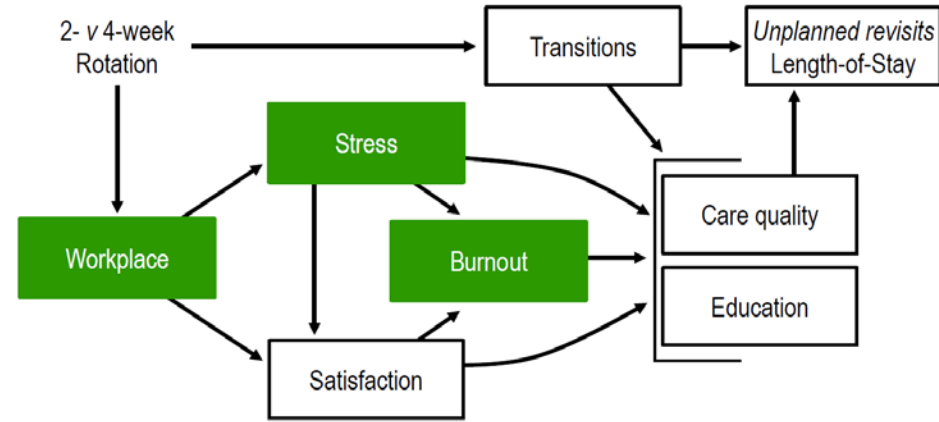 2- v 4-week
Rotation
Transitions
Unplanned revisits
Length-of-Stay
Stress
Care quality
Workplace
Burnout
Education
Satisfaction